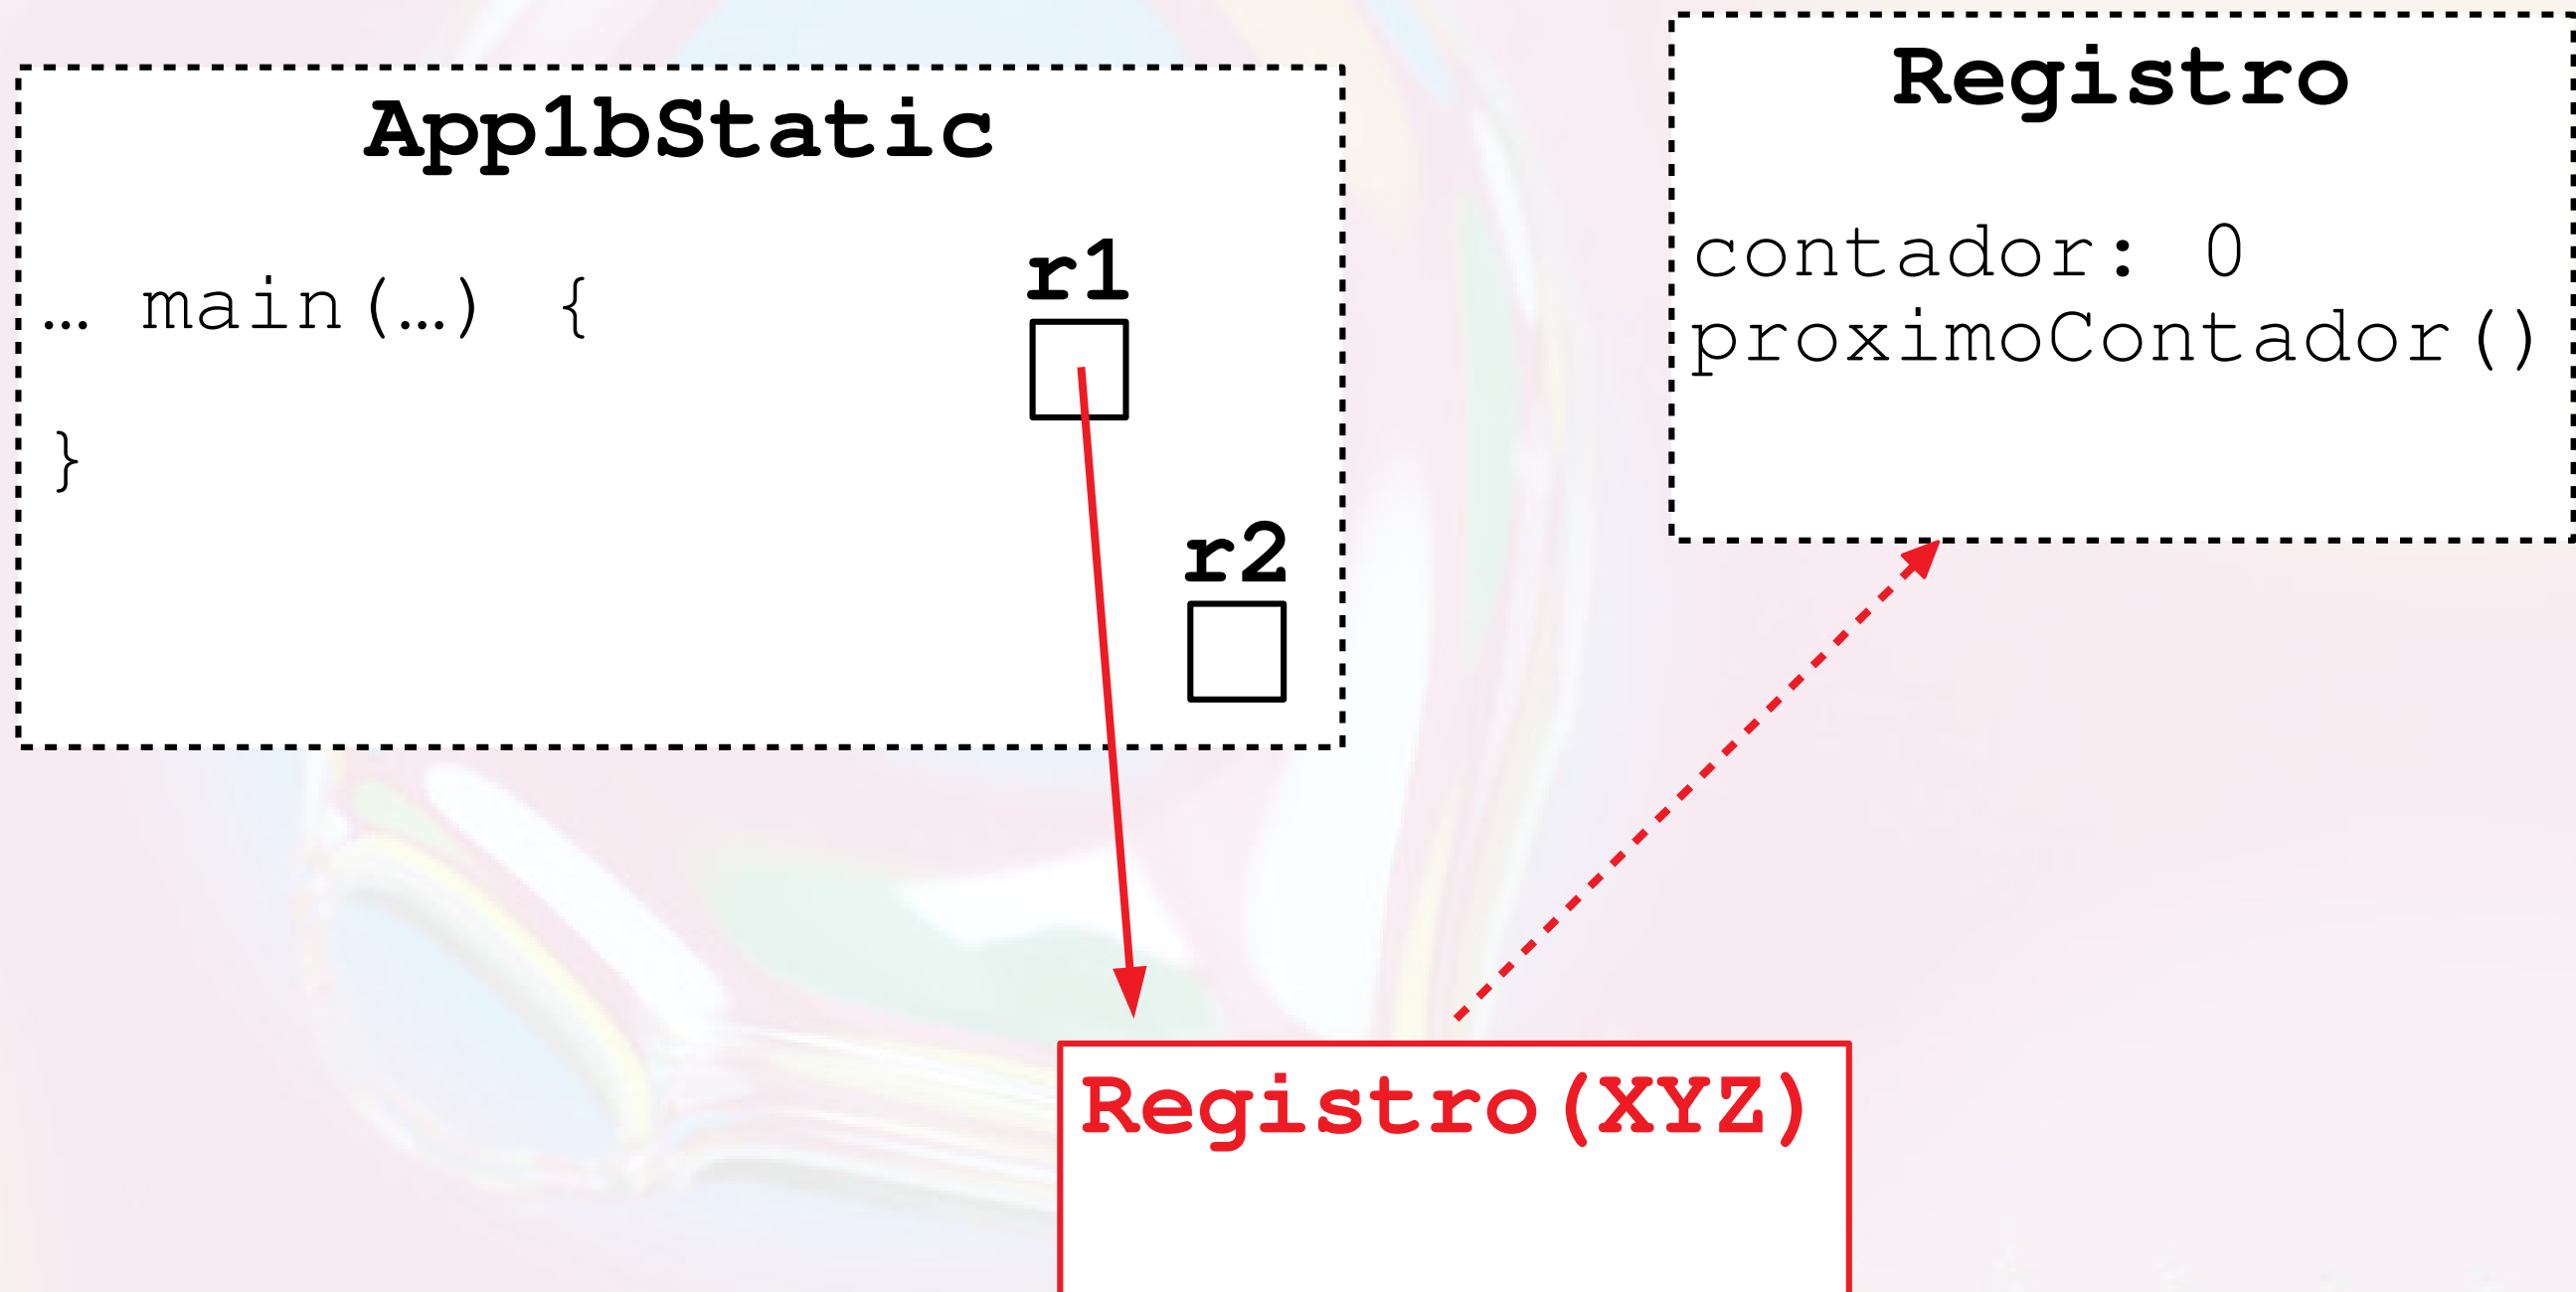 App1bStatic
… main(…) {
}
r1
r2
Registro
contador: 0
proximoContador()
Registro(XYZ)